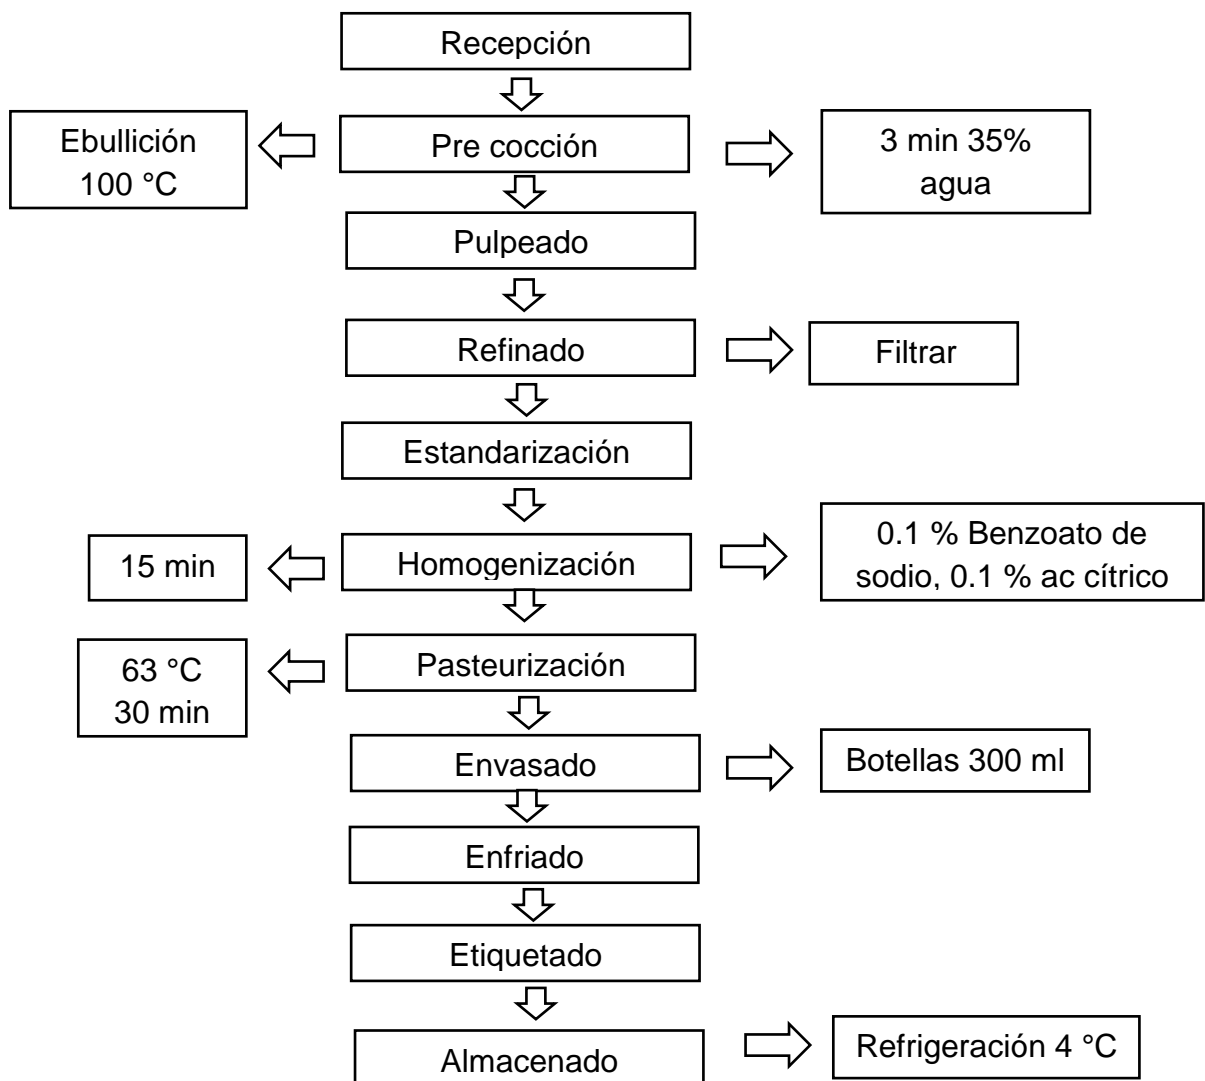 Recepción
Ebullición
100 °C
Pre cocción
3 min 35%
agua
Pulpeado
Refinado
Filtrar
Estandarización
15 min
Homogenización
0.1 % Benzoato de
sodio, 0.1 % ac cítrico
63 °C
30 min
Pasteurización
Envasado
Botellas 300 ml
Enfriado
Etiquetado
Almacenado
Refrigeración 4 °C